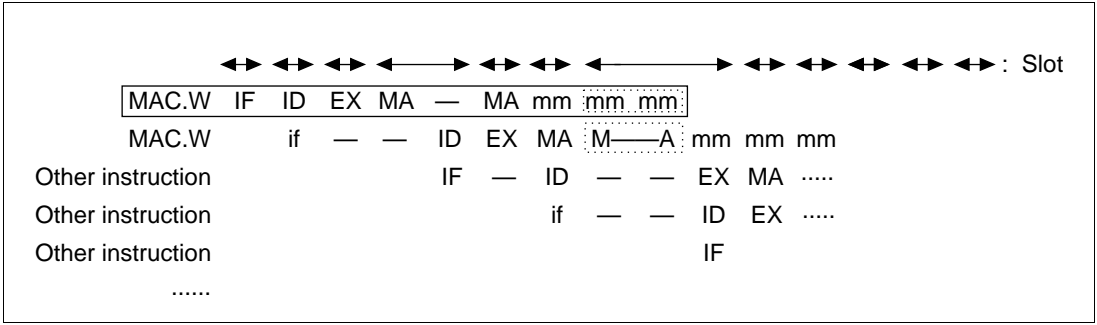 : Slot
MAC.W IF ID EX MA — MA mm mm mm
MAC.W if — — ID EX MA M——A mm mm mm
Other instruction IF — ID — — EX MA ·····
Other instruction if — — ID EX ·····
Other instruction IF
······